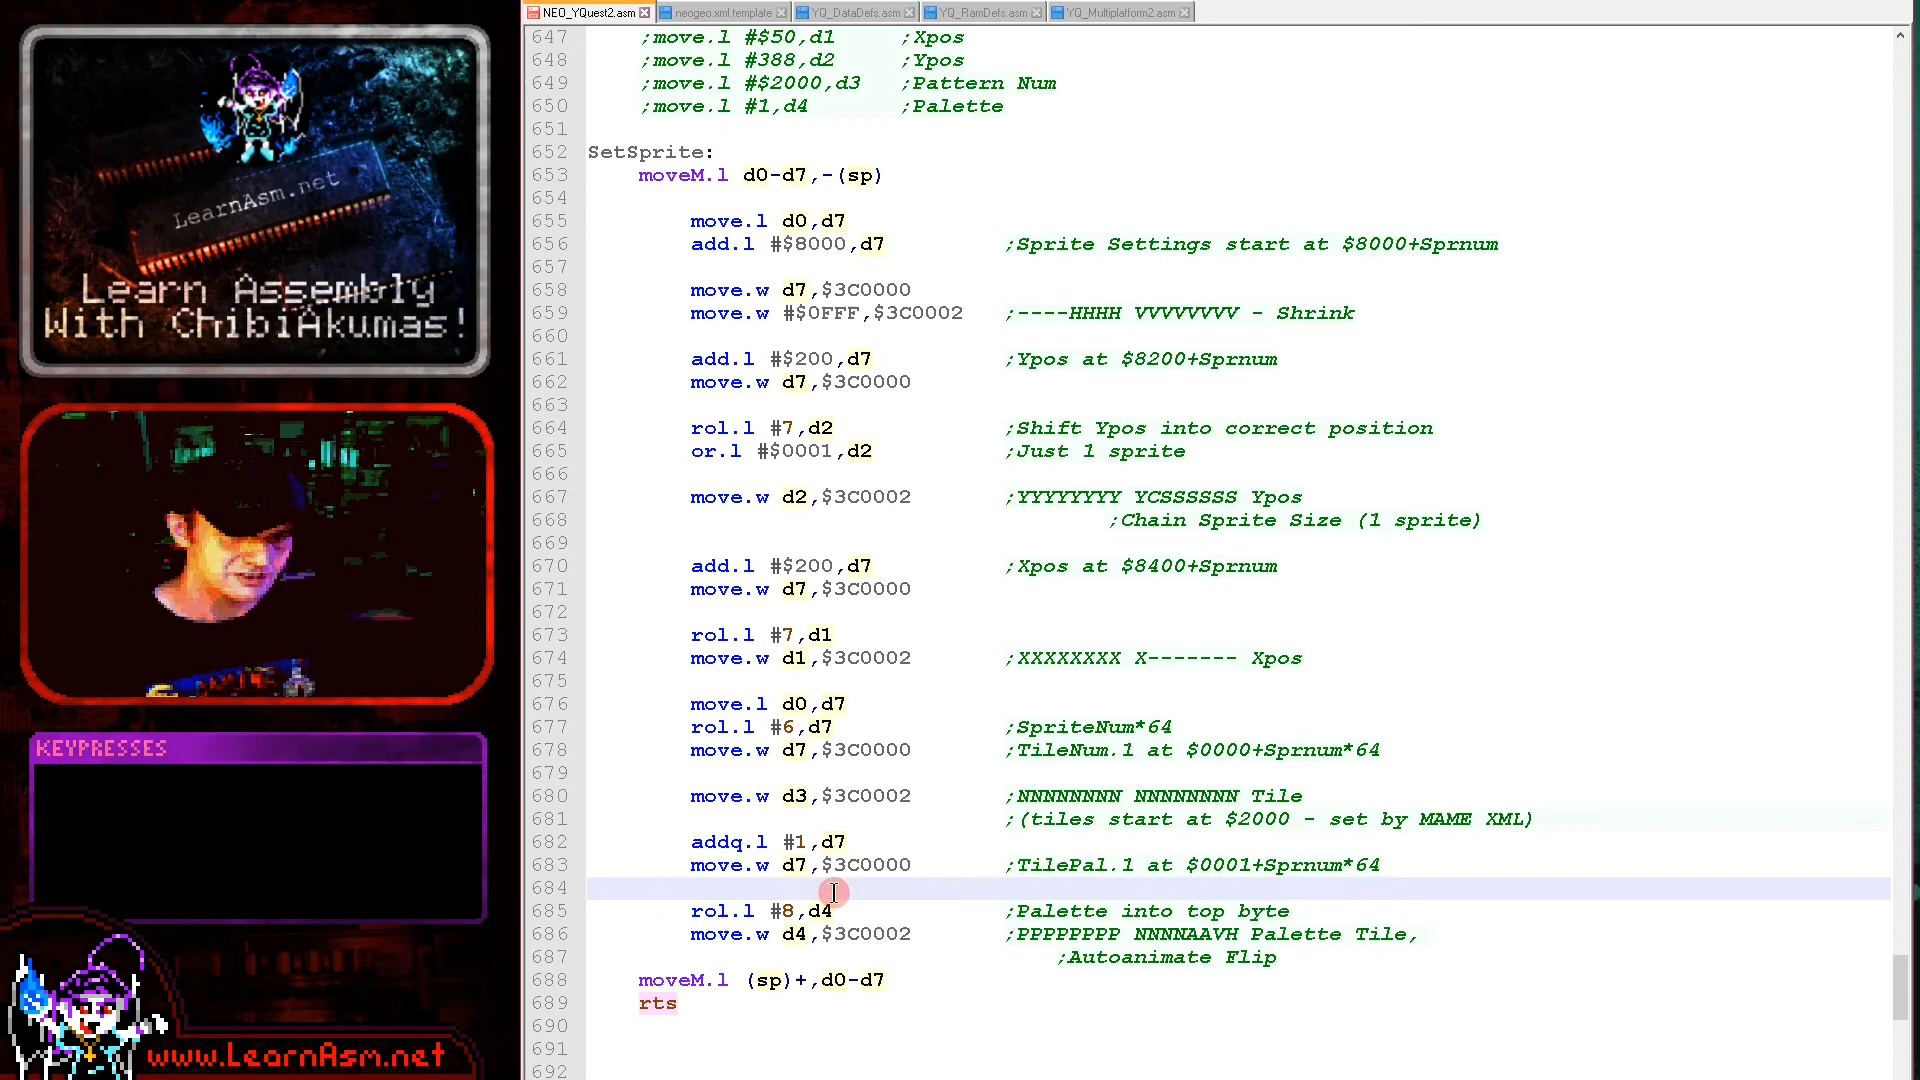 NEO_YQuest2.asm
neogeo.xml.template
YQ_DataDefs.asm
YQ_RamDefs.asm
YQ_Multiplatform2.asm
LearnAsm.net
Learn Assembly
With ChibiAkumas!
KEYPRESSES
www.LearnAsm.net
647 ;move.l #$50,d1 ;Xpos
648 ;move.l #388,d2 ;Ypos
649 ;move.l #$2000,d3 ;Pattern Num
650 ;move.l #1,d4 ;Palette
651
652 SetSprite:
653 moveM.l d0-d7,-(sp)
654
655 move.l d0,d7
656 add.l #$8000,d7 ;Sprite Settings start at $8000+Sprnum
657
658 move.w d7,$3C0000
659 move.w #$0FFF,$3C0002 ;----HHHH VVVVVVVV - Shrink
660
661 add.l #$200,d7 ;Ypos at $8200+Sprnum
662 move.w d7,$3C0000
663
664 rol.l #7,d2 ;Shift Ypos into correct position
665 or.l #$0001,d2 ;Just 1 sprite
666
667 move.w d2,$3C0002 ;YYYYYYYY YCSSSSSS Ypos
668 ;Chain Sprite Size (1 sprite)
669
670 add.l #$200,d7 ;Xpos at $8400+Sprnum
671 move.w d7,$3C0000
672
673 rol.l #7,d1
674 move.w d1,$3C0002 ;XXXXXXXX X------- Xpos
675
676 move.l d0,d7
677 rol.l #6,d7 ;SpriteNum*64
678 move.w d7,$3C0000 ;TileNum.1 at $0000+Sprnum*64
679
680 move.w d3,$3C0002 ;NNNNNNNN NNNNNNNN Tile
681 ;(tiles start at $2000 - set by MAME XML)
682 addq.l #1,d7
683 move.w d7,$3C0000 ;TilePal.1 at $0001+Sprnum*64
684
685 rol.l #8,d4 ;Palette into top byte
686 move.w d4,$3C0002 ;PPPPPPPP NNNNAAVH Palette Tile,
687 ;Autoanimate Flip
688 moveM.l (sp)+,d0-d7
689 rts
690
691
692